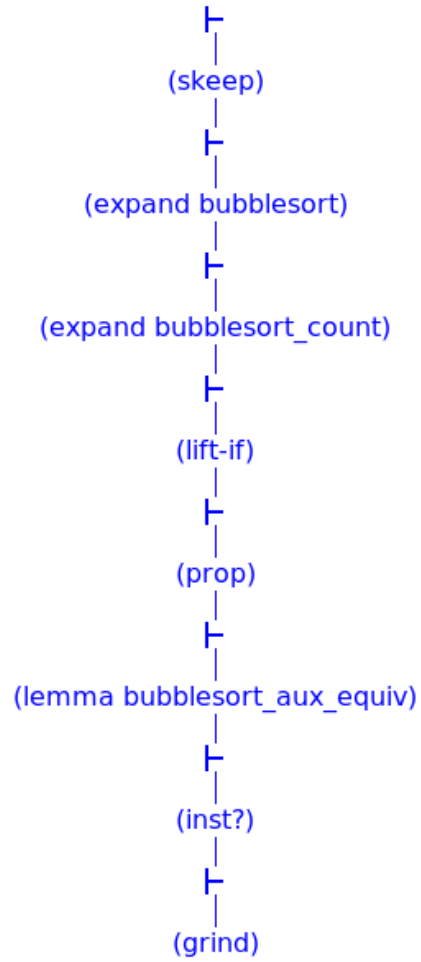 ⊢
(skeep)
⊢
(expand bubblesort)
⊢
(expand bubblesort_count)
⊢
(lift-if)
⊢
(prop)
⊢
(lemma bubblesort_aux_equiv)
⊢
(inst?)
⊢
(grind)